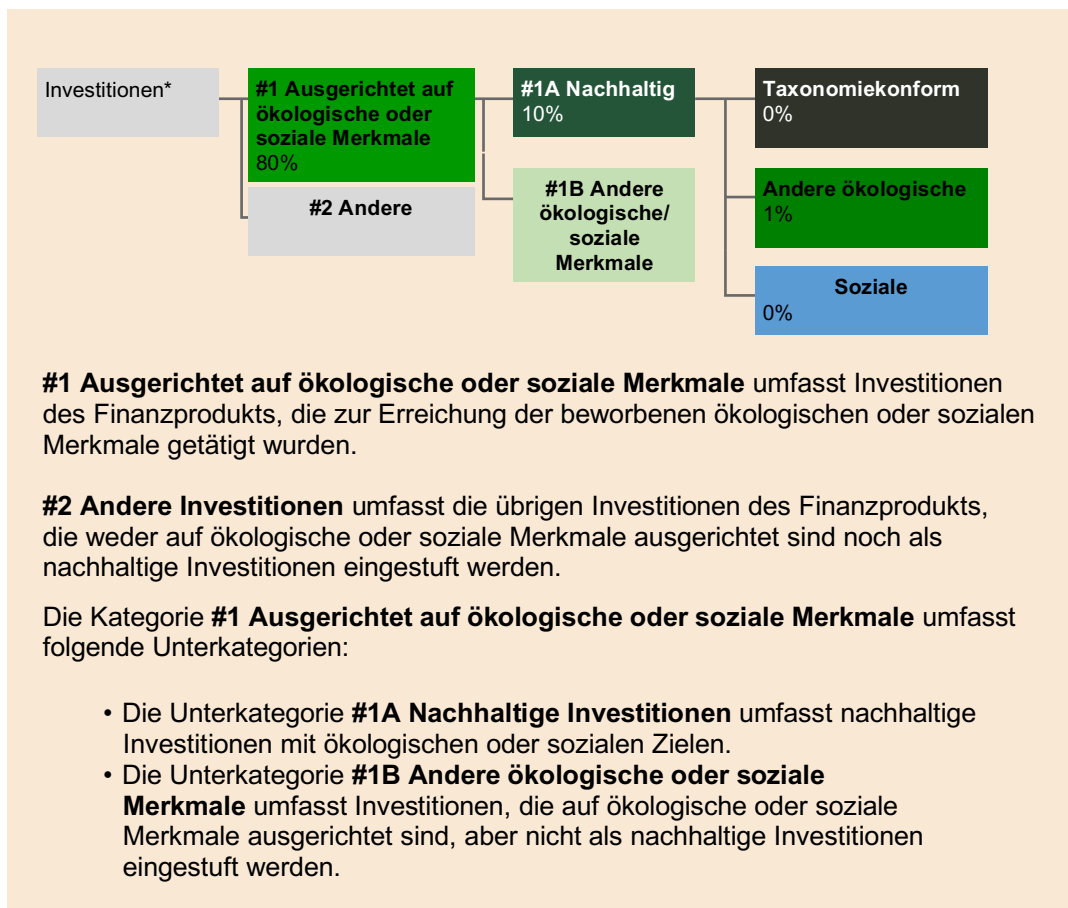 Investitionen*
#1 Ausgerichtet auf
ökologische oder
soziale Merkmale
80%
#2 Andere
#1A Nachhaltig
10%
#1B Andere
ökologische/
soziale
Merkmale
Taxonomiekonform
0%
Andere ökologische
1%
Soziale
0%
#1 Ausgerichtet auf ökologische oder soziale Merkmale umfasst Investitionen
des Finanzprodukts, die zur Erreichung der beworbenen ökologischen oder sozialen
Merkmale getätigt wurden.
#2 Andere Investitionen umfasst die übrigen Investitionen des Finanzprodukts,
die weder auf ökologische oder soziale Merkmale ausgerichtet sind noch als
nachhaltige Investitionen eingestuft werden.
Die Kategorie #1 Ausgerichtet auf ökologische oder soziale Merkmale umfasst
folgende Unterkategorien:
• Die Unterkategorie #1A Nachhaltige Investitionen umfasst nachhaltige
Investitionen mit ökologischen oder sozialen Zielen.
• Die Unterkategorie #1B Andere ökologische oder soziale
Merkmale umfasst Investitionen, die auf ökologische oder soziale
Merkmale ausgerichtet sind, aber nicht als nachhaltige Investitionen
eingestuft werden.